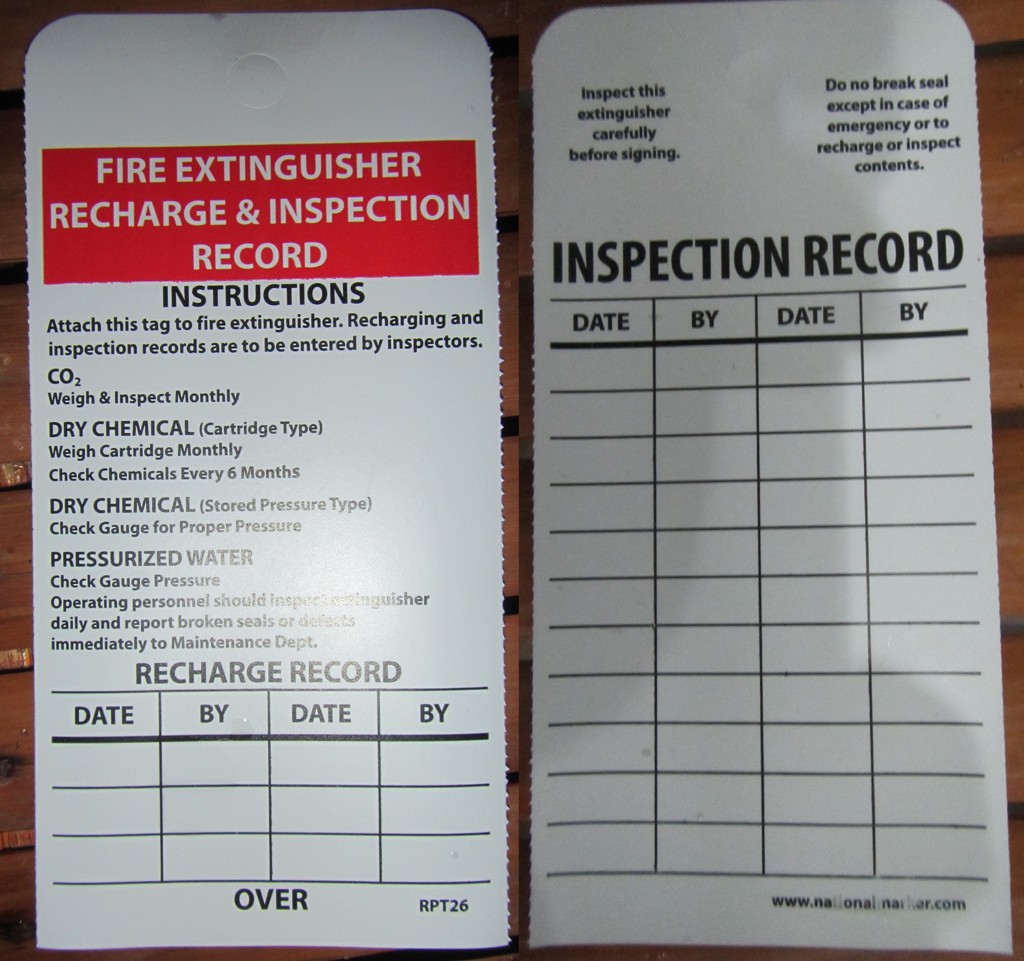 FIRE EXTINGUISHER
RECHARGE & INSPECTION
RECORD
INSTRUCTIONS
Attach this tag to fire extinguisher. Recharging and
inspection records are to be entered by inspectors.
CO₂
Weigh & Inspect Monthly
DRY CHEMICAL (Cartridge Type)
Weigh Cartridge Monthly
Check Chemicals Every 6 Months
DRY CHEMICAL (Stored Pressure Type)
Check Gauge for Proper Pressure
PRESSURIZED WATER
Check Gauge Pressure
Operating personnel should inspect extinguisher
daily and report broken seals or defects
immediately to Maintenance Dept.
RECHARGE RECORD
DATE BY DATE BY
OVER
RPT26
Inspect this
extinguisher
carefully
before signing.
Do no break seal
except in case of
emergency or to
recharge or inspect
contents.
INSPECTION RECORD
DATE BY DATE BY
www.nationalmarker.com